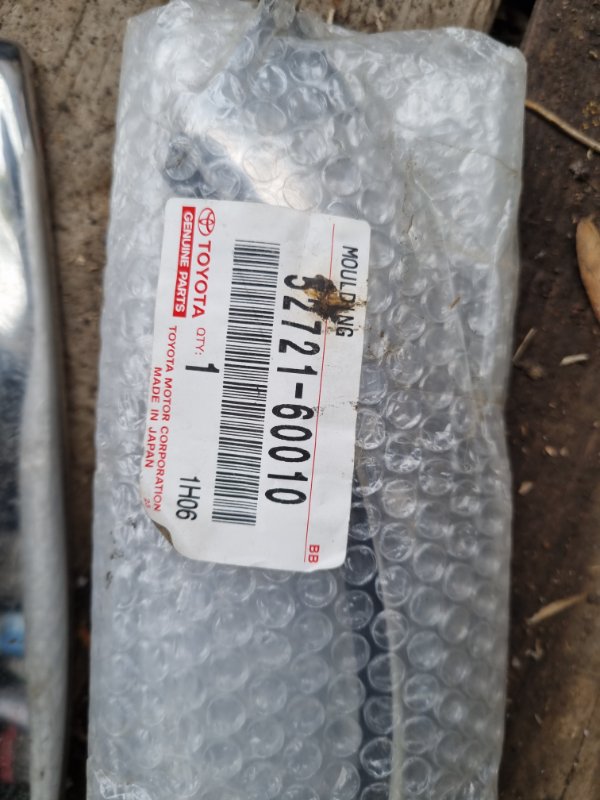 MOULDING
52721-60010
BB
TOYOTA
GENUINE PARTS
QTY:
1
1H06
TOYOTA MOTOR CORPORATION
MADE IN JAPAN